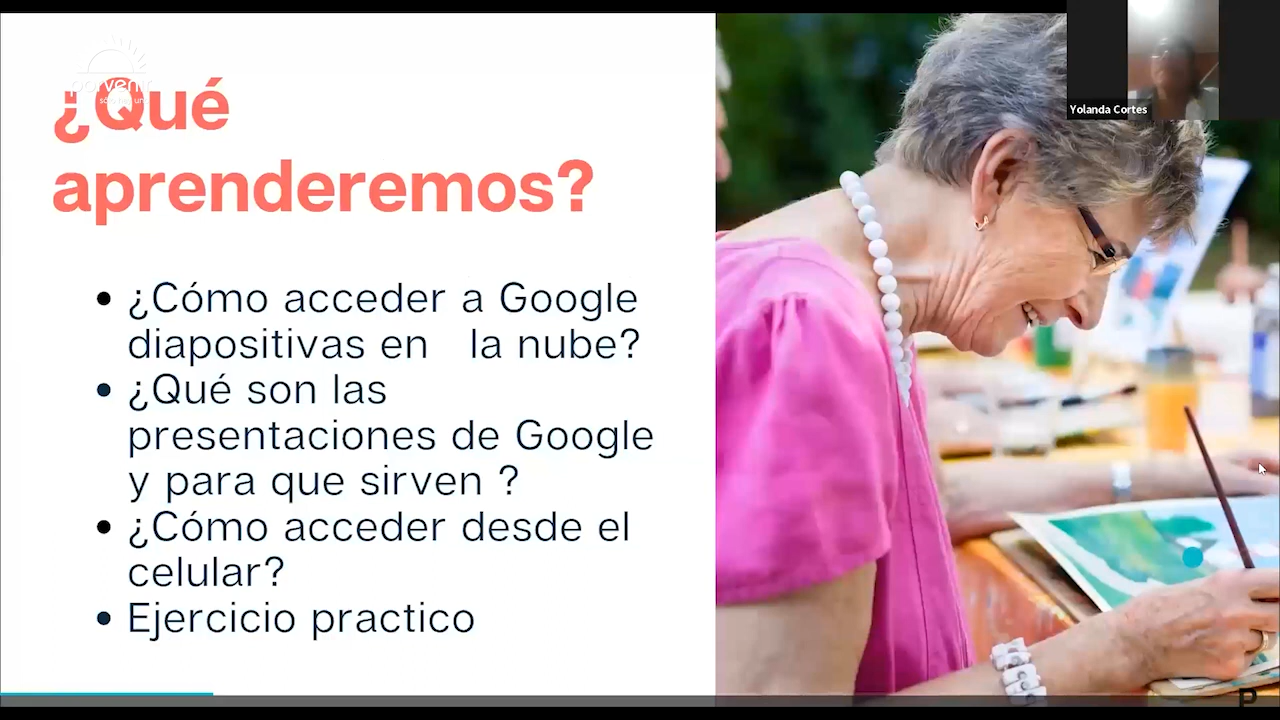 porvenir
¿Qué
aprenderemos?
¿Cómo acceder a Google
diapositivas en la nube?
¿Qué son las
presentaciones de Google
y para que sirven ?
¿Cómo acceder desde el
celular?
Ejercicio practico
Yolanda Cortes
P